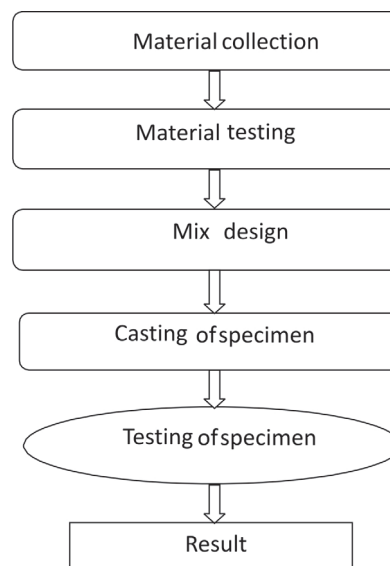 Material collection
Material testing
Mix design
Casting of specimen
Testing of specimen
Result